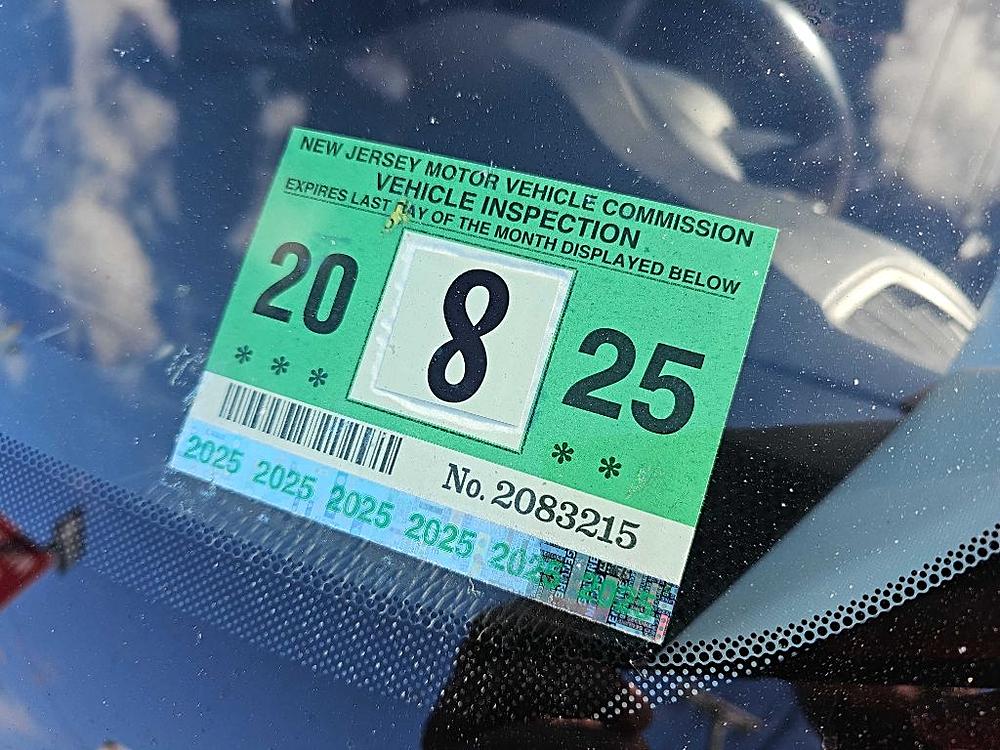 NEW JERSEY MOTOR VEHICLE COMMISSION
VEHICLE INSPECTION
EXPIRES LAST DAY OF THE MONTH DISPLAYED BELOW
20 8 25
*** **
No. 2083215
2025 2025 2025 2025 2025 2025